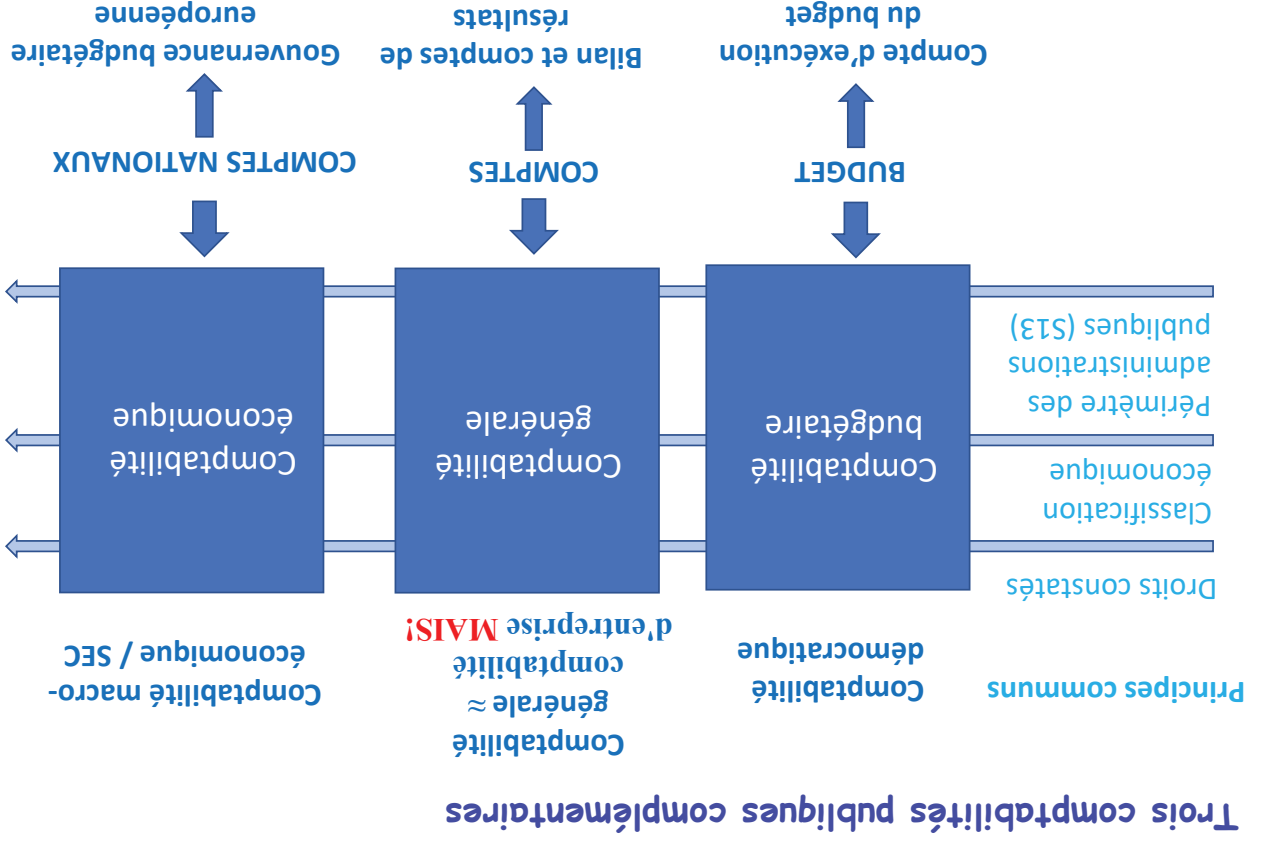 Trois comptabilités publiques complémentaires
Principes communs
Comptabilité
démocratique
Comptabilité
générale ≈
comptabilité
d'entreprise MAIS!
Comptabilité macro-
économique / SEC
Droits constatés
Classification
économique
Périmètre des
administrations
publiques (S13)
Comptabilité
budgétaire
Comptabilité
générale
Comptabilité
économique
BUDGET
COMPTES
COMPTES NATIONAUX
Compte d'exécution
du budget
Bilan et comptes de
résultats
Gouvernance budgétaire
européenne